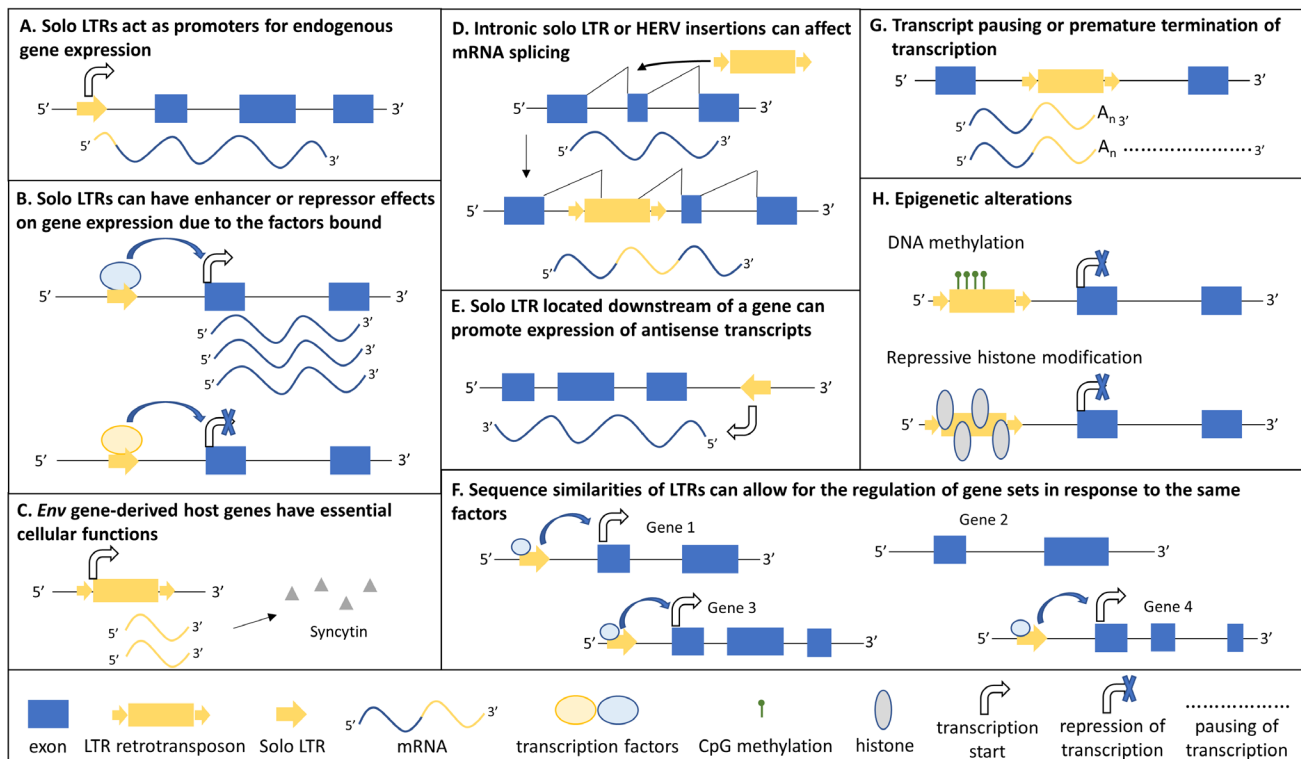 A. Solo LTRs act as promoters for endogenous
gene expression
5’ 3’
5’ 3’
B. Solo LTRs can have enhancer or repressor effects
on gene expression due to the factors bound
5’ 3’
5’ 3’
5’ 3’
5’ 3’
5’ 3’
C. Env gene-derived host genes have essential
cellular functions
5’ 3’
5’ 3’
5’ 3’
Syncytin
D. Intronic solo LTR or HERV insertions can affect
mRNA splicing
5’ 3’
5’ 3’
5’ 3’
5’ 3’
E. Solo LTR located downstream of a gene can
promote expression of antisense transcripts
5’ 3’
3’ 5’
F. Sequence similarities of LTRs can allow for the regulation of gene sets in response to the same
factors
Gene 1
5’ 3’
Gene 2
5’ 3’
Gene 3
5’ 3’
Gene 4
5’ 3’
G. Transcript pausing or premature termination of
transcription
5’ 3’
5’ An 3’
5’ An 3’
H. Epigenetic alterations
DNA methylation
5’ 3’
Repressive histone modification
5’ 3’
5’ 3’
exon
LTR retrotransposon
Solo LTR
mRNA
transcription factors
CpG methylation
histone
transcription
start
repression of
transcription
pausing of
transcription